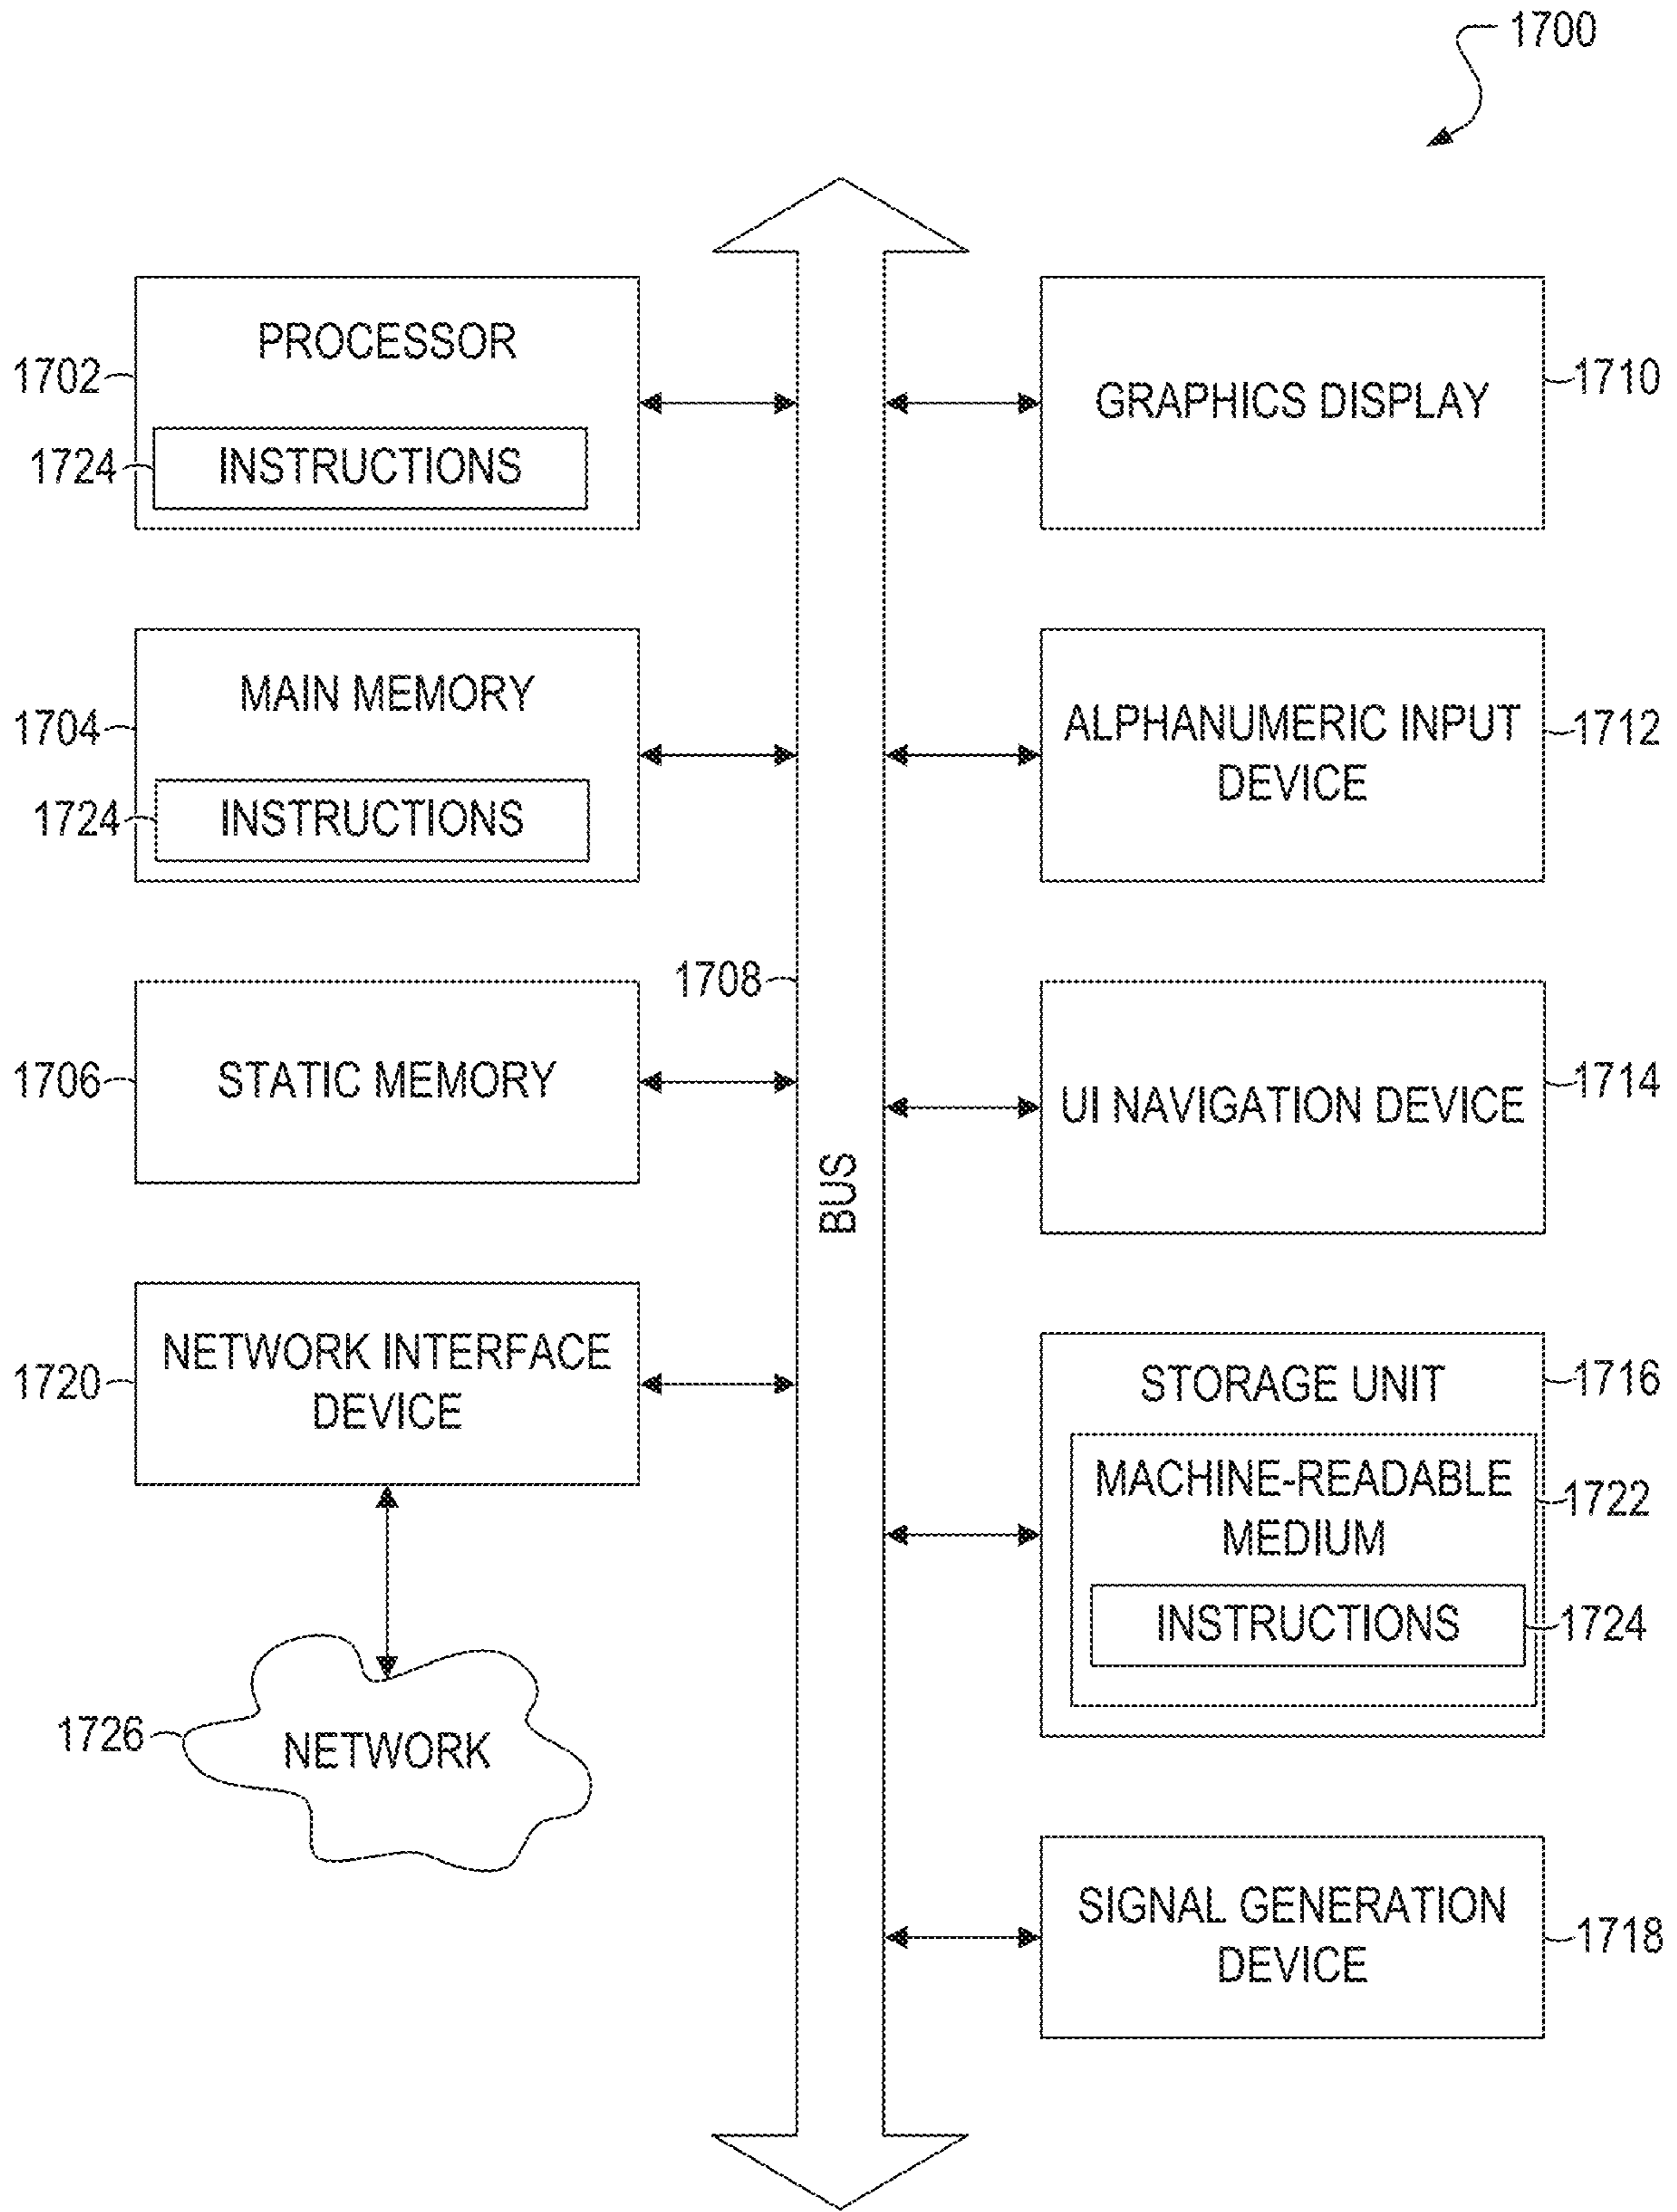 1700
PROCESSOR
1702
1724
INSTRUCTIONS
MAIN MEMORY
1704
1724
INSTRUCTIONS
1708
STATIC MEMORY
1706
BUS
NETWORK INTERFACE
DEVICE
1720
1726
NETWORK
GRAPHICS DISPLAY
1710
ALPHANUMERIC INPUT
DEVICE
1712
UI NAVIGATION DEVICE
1714
STORAGE UNIT
1716
MACHINE-READABLE
MEDIUM
1722
INSTRUCTIONS
1724
SIGNAL GENERATION
DEVICE
1718